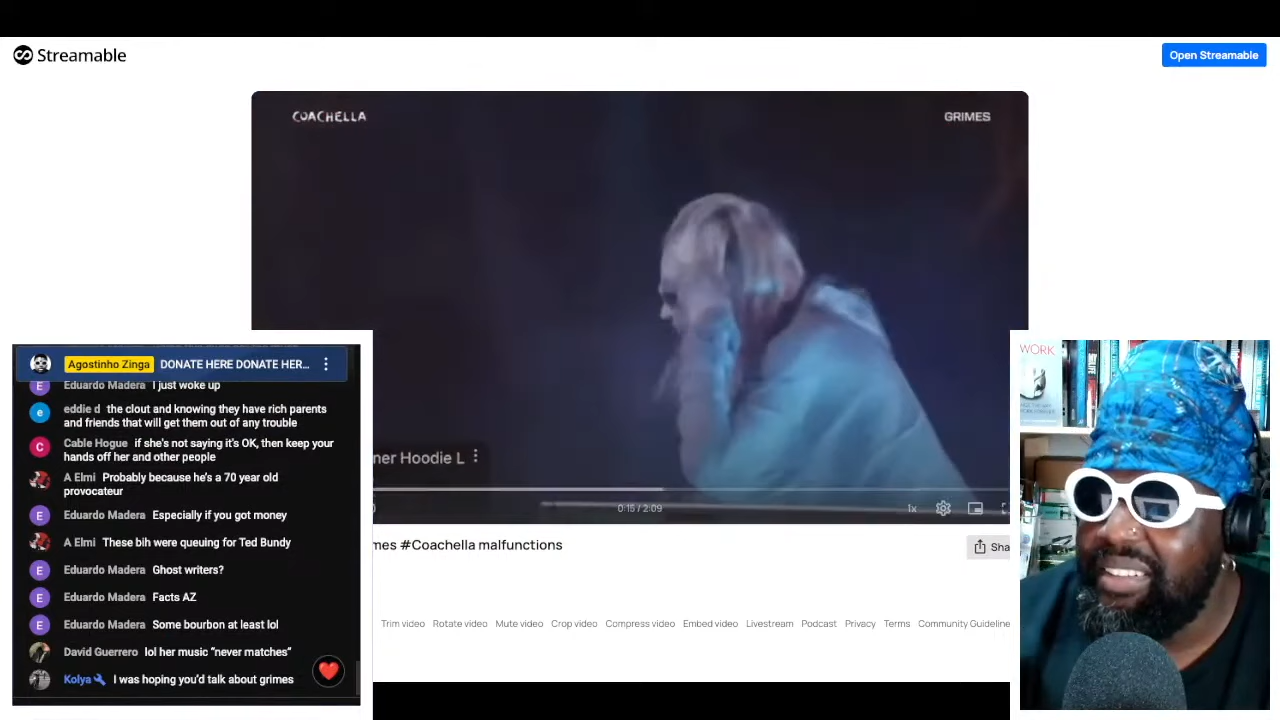 Streamable
Open Streamable
COACHELLA
GRIMES
ner Hoodie L
0:15 / 2:09
1x
mes #Coachella malfunctions
Sha
Trim video Rotate video Mute video Crop video Compress video Embed video Livestream Podcast Privacy Terms Community Guideline
Agostinho Zinga DONATE HERE DONATE HER...
Eduardo Madera I just woke up
eddie d the clout and knowing they have rich parents
and friends that will get them out of any trouble
Cable Hogue if she's not saying it's OK, then keep your
hands off her and other people
A Elmi Probably because he's a 70 year old
provocateur
Eduardo Madera Especially if you got money
A Elmi These bih were queuing for Ted Bundy
Eduardo Madera Ghost writers?
Eduardo Madera Facts AZ
Eduardo Madera Some bourbon at least lol
David Guerrero lol her music “never matches”
Kolya I was hoping you'd talk about grimes
WORK